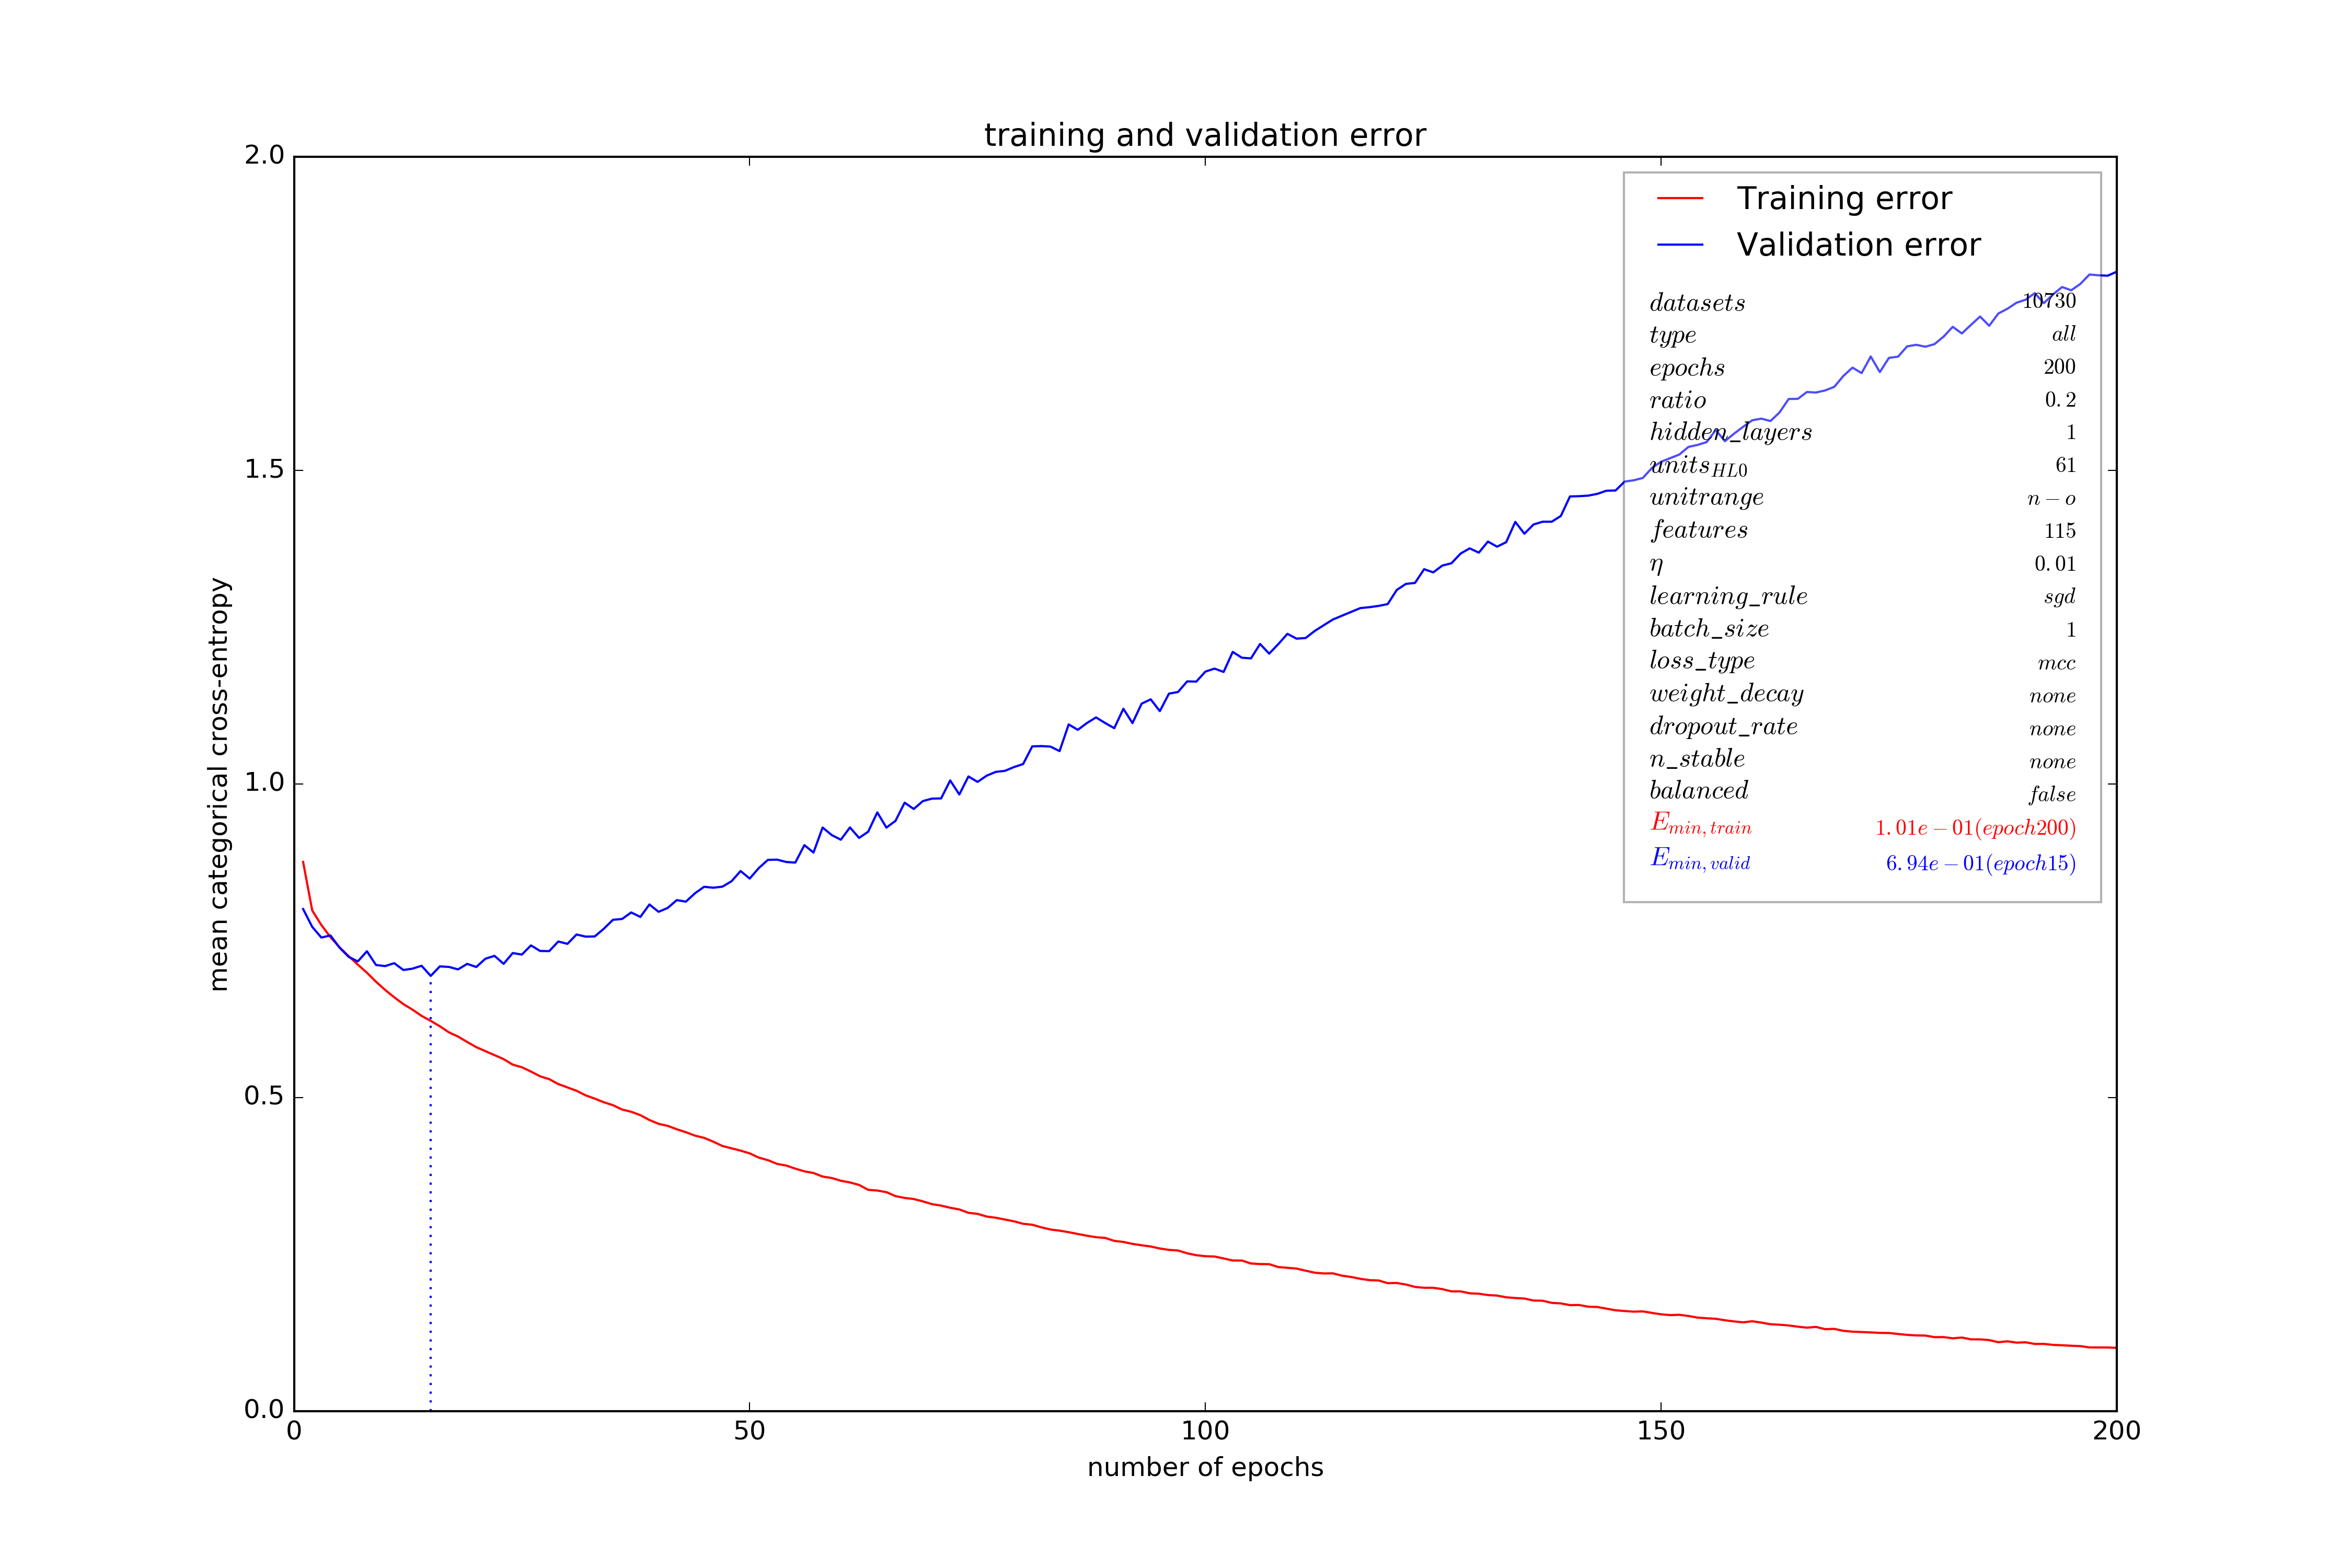 training and validation error
2.0
1.5
1.0
0.5
0.0
mean categorical cross-entropy
0 50 100 150 200
number of epochs
Training error
Validation error
datasets 10730
type all
epochs 200
ratio 0.2
hidden_layers 1
units_HL0 61
unitrange n − o
features 115
η 0.01
learning_rule sgd
batch_size 1
loss_type mcc
weight_decay none
dropout_rate none
n_stable none
balanced false
E_min,train 1.01e − 01(epoch200)
E_min,valid 6.94e − 01(epoch15)